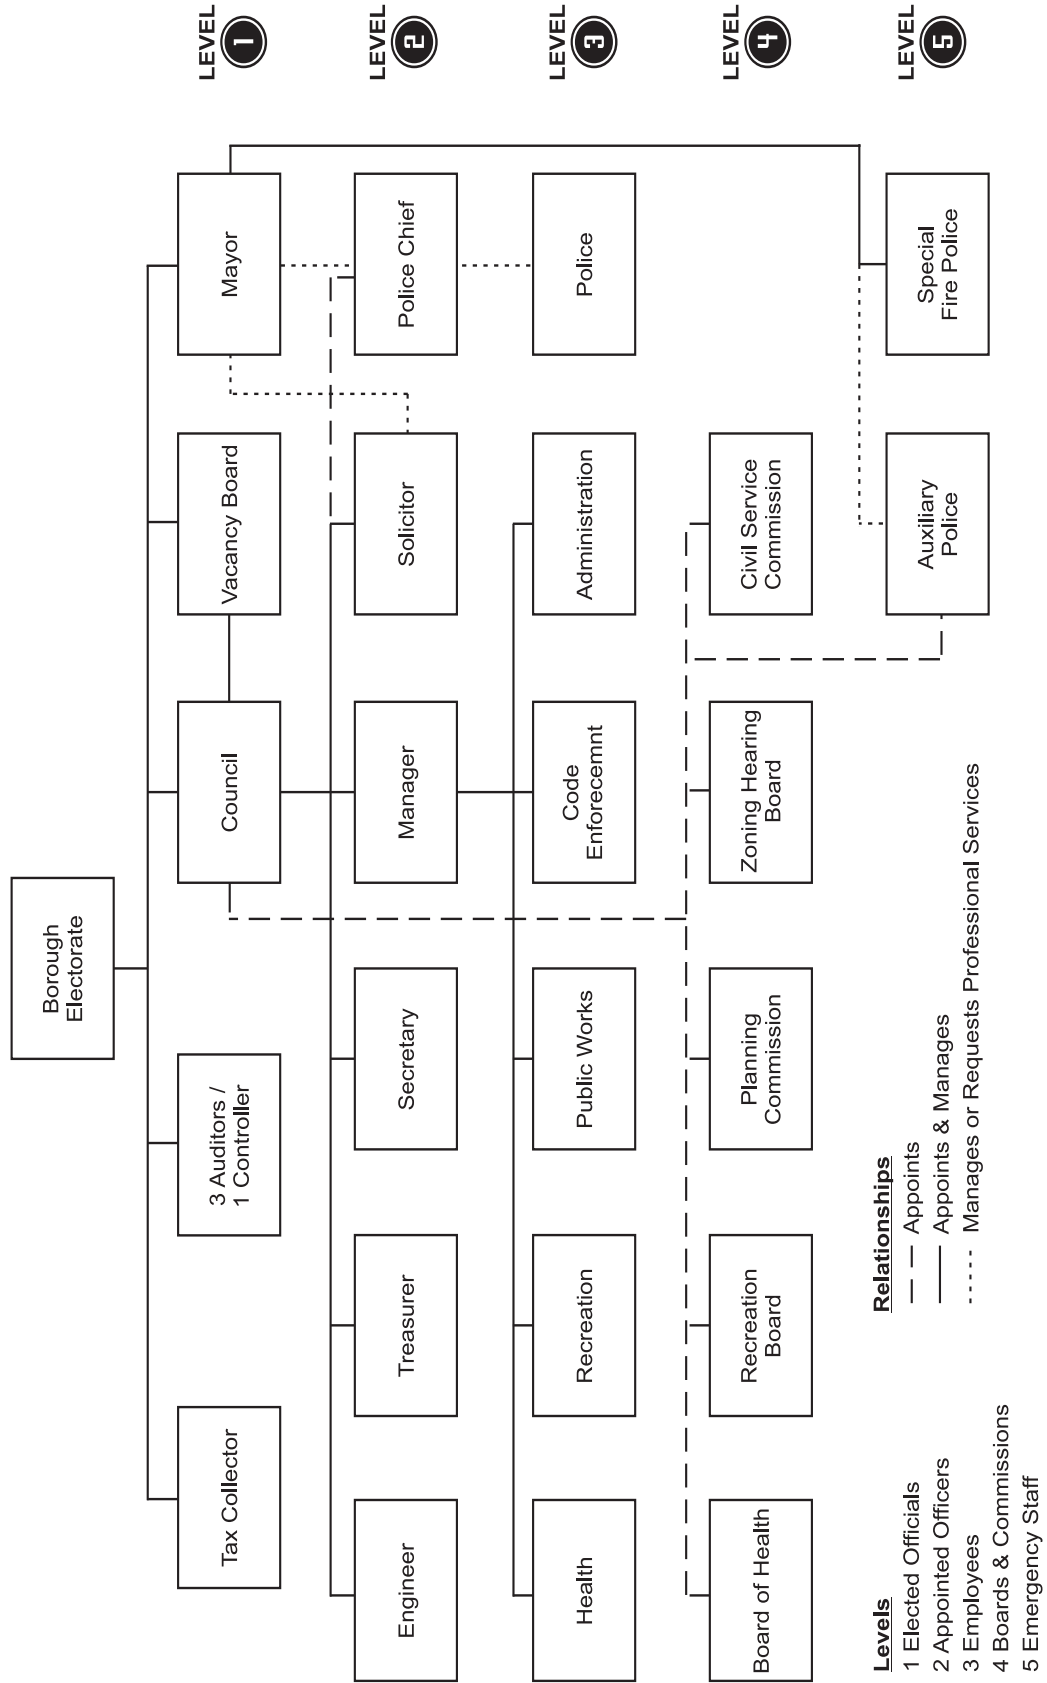 Borough
Electorate
Tax Collector
3 Auditors /
1 Controller
Council
Vacancy Board
Mayor
LEVEL
1
Engineer
Treasurer
Secretary
Manager
Solicitor
Police Chief
LEVEL
2
Health
Recreation
Public Works
Code
Enforecemnt
Administration
Police
LEVEL
3
Board of Health
Recreation
Board
Planning
Commission
Zoning Hearing
Board
Civil Service
Commission
LEVEL
4
Auxiliary
Police
Special
Fire Police
LEVEL
5
Levels
1 Elected Officials
2 Appointed Officers
3 Employees
4 Boards & Commissions
5 Emergency Staff
Relationships
Appoints
Appoints & Manages
Manages or Requests Professional Services